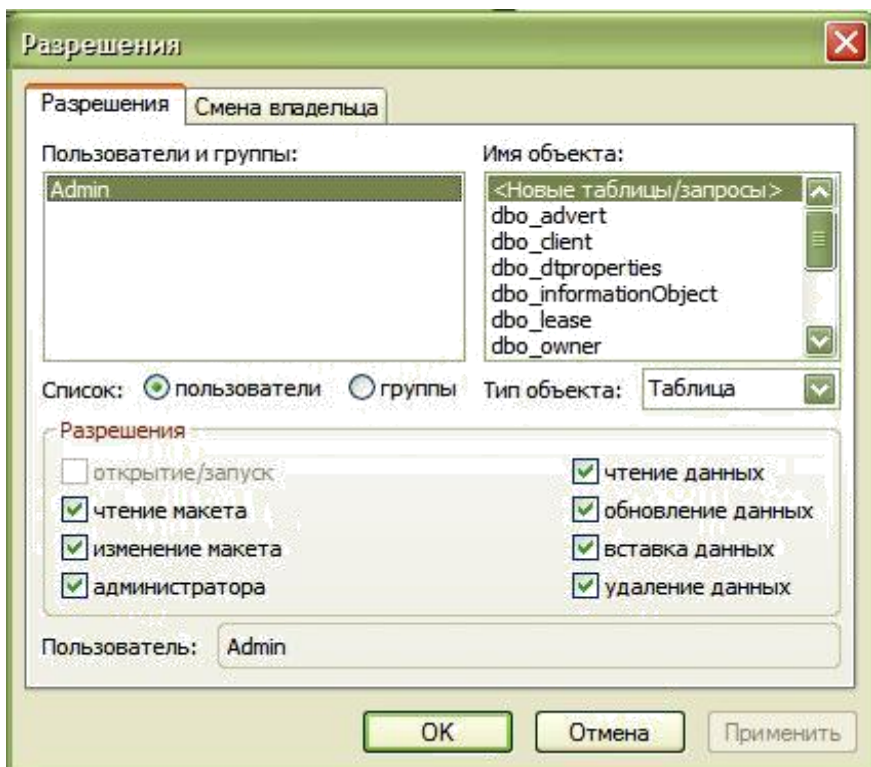 Разрешения
Разрешения Смена владельца
Пользователи и группы: Имя объекта:
Admin <Новые таблицы/запросы>
dbo_advert
dbo_client
dbo_dtproperties
dbo_informationObject
dbo_lease
dbo_owner
Список: пользователи группы Тип объекта: Таблица
Разрешения
открытие/запуск чтение данных
чтение макета обновление данных
изменение макета вставка данных
администратора удаление данных
Пользователь: Admin
OK Отмена Применить